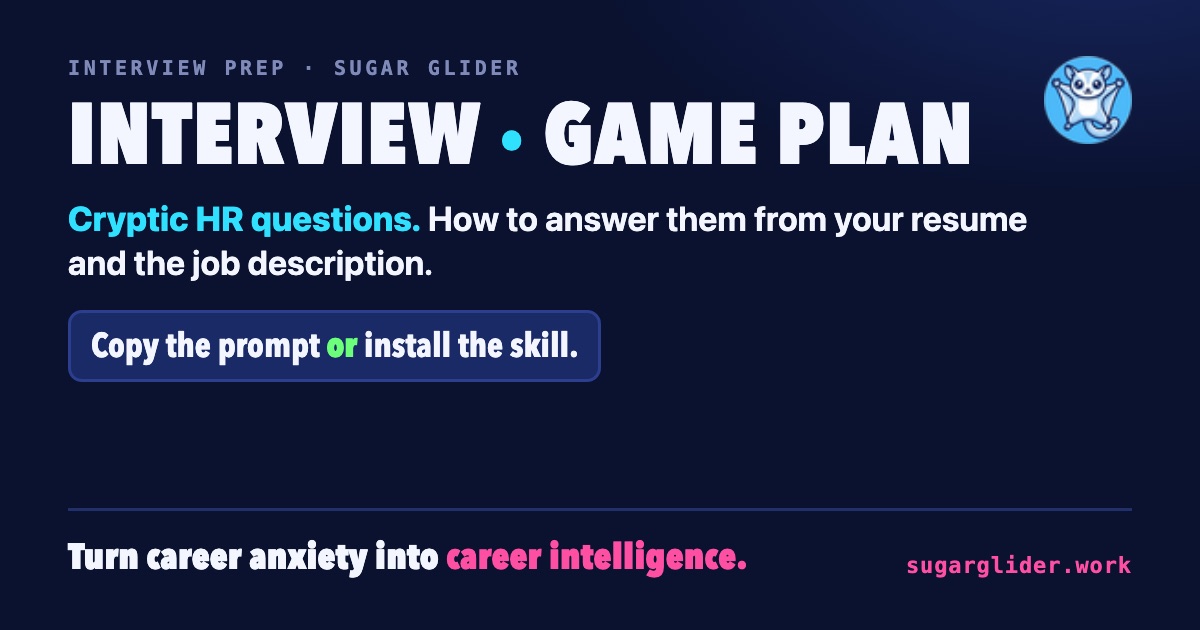 INTERVIEW PREP · SUGAR GLIDER
INTERVIEW · GAME PLAN
Cryptic HR questions. How to answer them from your resume
and the job description.
Copy the prompt or install the skill.
Turn career anxiety into career intelligence.
sugarglider.work